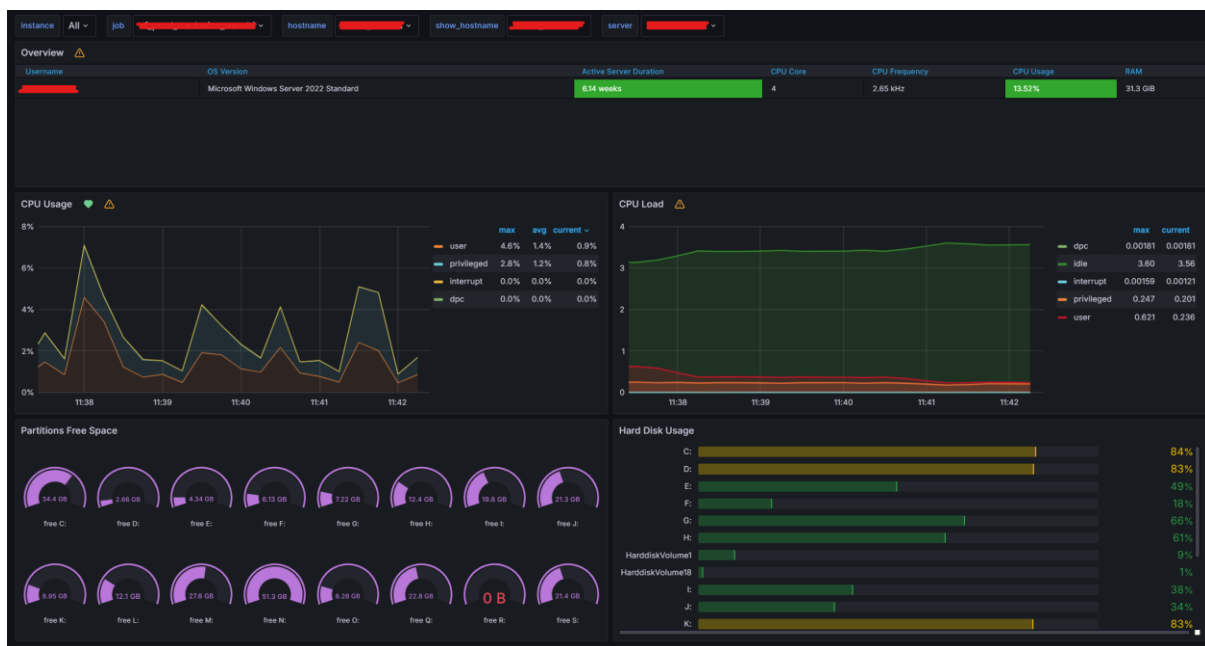 instance All job hostname show_hostname server
Overview
Username OS Version Active Server Duration CPU Core CPU Frequency CPU Usage RAM
Microsoft Windows Server 2022 Standard 6.14 weeks 4 2.65 kHz 13.52% 31.3 GiB
CPU Usage
max avg current
8%
6%
4%
2%
0%
11:38 11:39 11:40 11:41 11:42
user 4.6% 1.4% 0.9%
privileged 2.8% 1.2% 0.8%
interrupt 0.0% 0.0% 0.0%
dpc 0.0% 0.0% 0.0%
CPU Load
max current
4
3
2
1
0
11:38 11:39 11:40 11:41 11:42
dpc 0.00181 0.00181
idle 3.60 3.56
interrupt 0.00159 0.00121
privileged 0.247 0.201
user 0.621 0.236
Partitions Free Space
34.4 GB 2.66 GB 4.34 GB 6.13 GB 7.22 GB 12.4 GB 19.8 GB 21.3 GB
free C: free D: free E: free F: free G: free H: free I: free J:
8.95 GB 12.1 GB 27.6 GB 51.3 GB 8.26 GB 22.8 GB 0 B 21.4 GB
free K: free L: free M: free N: free O: free Q: free R: free S:
Hard Disk Usage
C: 84%
D: 83%
E: 49%
F: 18%
G: 66%
H: 61%
HarddiskVolume1 9%
HarddiskVolume18 1%
I: 38%
J: 34%
K: 83%